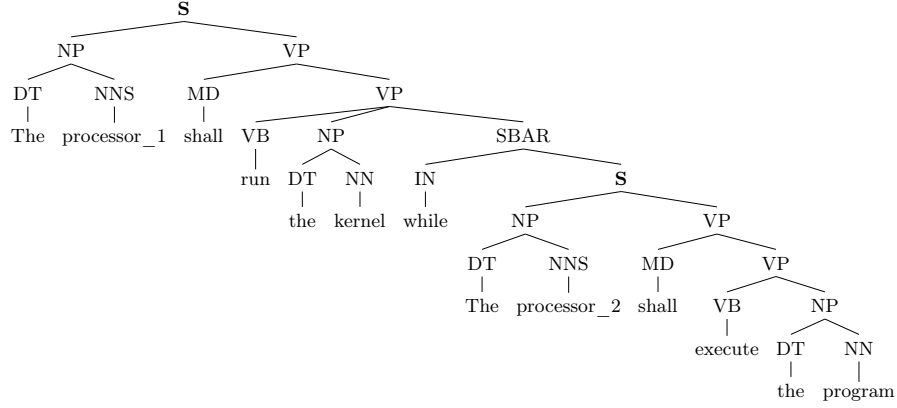 S
NP VP
DT NNS MD VP
The processor_1 shall VB NP SBAR
run DT NN IN S
the kernel while NP VP
DT NNS MD VP
The processor_2 shall VB NP
execute DT NN
the program